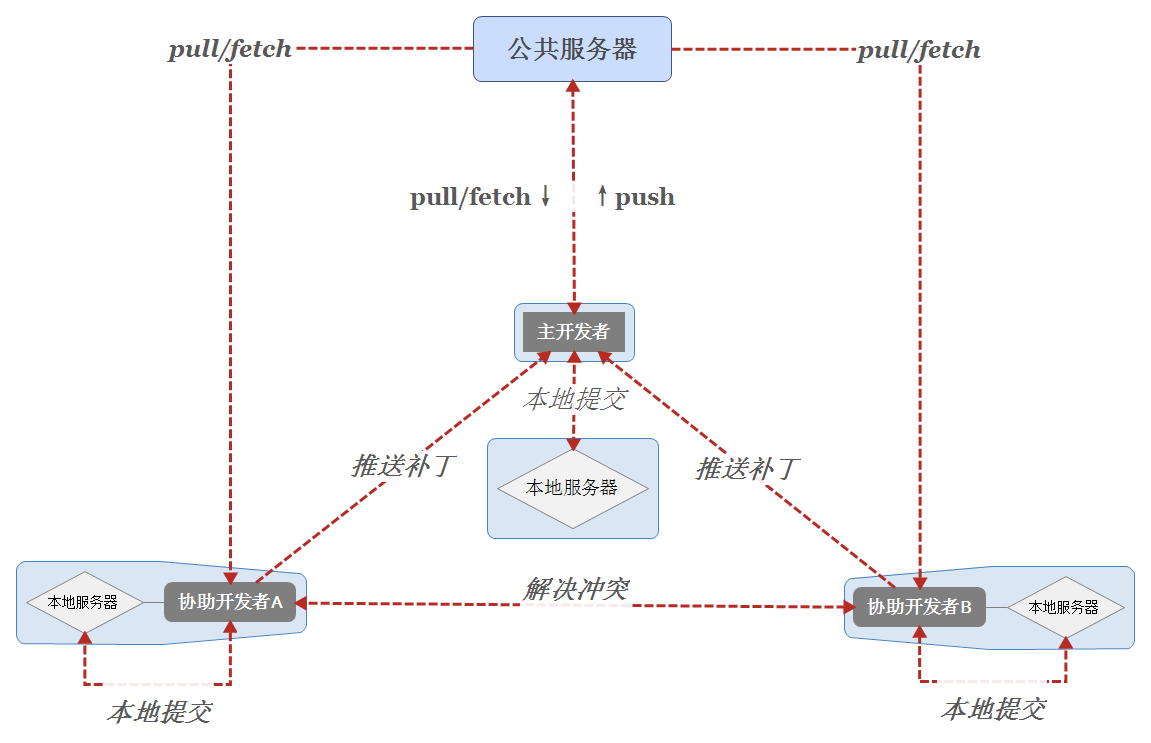 公共服务器
pull/fetch
pull/fetch
pull/fetch ↓
↑ push
主开发者
本地提交
推送补丁
推送补丁
本地服务器
解决冲突
本地服务器
协助开发者A
协助开发者B
本地服务器
本地提交
本地提交